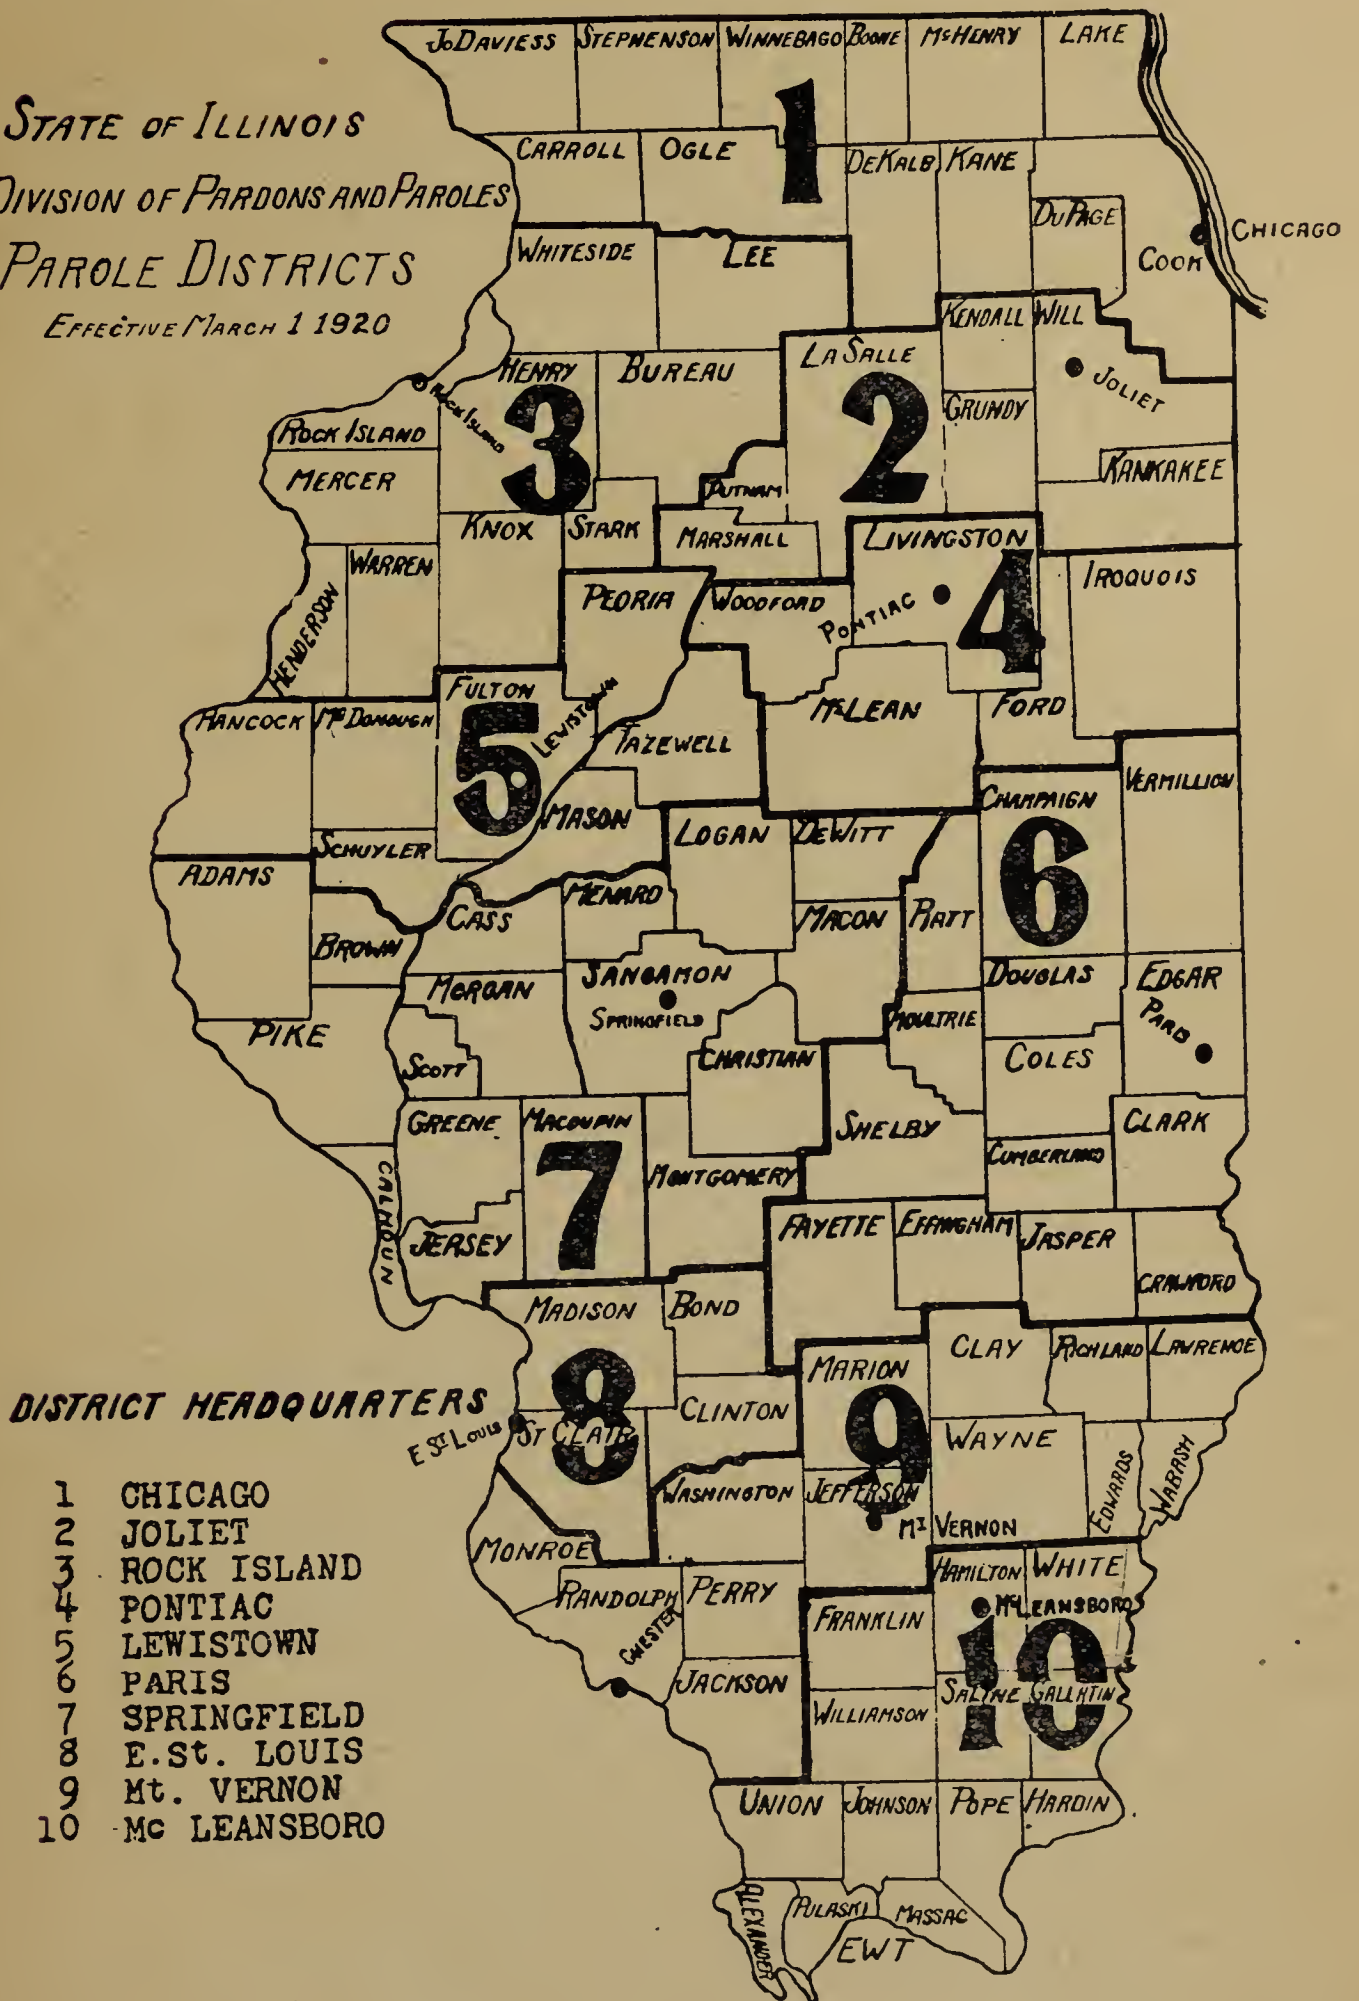 STATE OF ILLINOIS
DIVISION OF PARDONS AND PAROLES
PAROLE DISTRICTS
EFFECTIVE MARCH 1 1920
JODAVIESS STEPHENSON WINNEBAGO BOONE McHENRY LAKE
1
CARROLL OGLE DEKALB KANE
DUPAGE
COOK
CHICAGO
WHITESIDE LEE
KENDALL WILL
HENRY BUREAU LASALLE
JOLIET
3
2
GRUNDY
ROCK ISLAND
ROCK ISLAND
MERCER
KANKAKEE
PUTNAM
KNOX STARK MARSHALL LIVINGSTON
4
WARREN
HENDERSON
PEORIA WOODFORD PONTIAC IROQUOIS
FULTON
5
LEWISTOWN
HANCOCK McDONOUGH
TAZEWELL
McLEAN FORD
CHAMPAIGN VERMILLION
6
MASON LOGAN DEWITT
SCHUYLER
ADAMS
MENARD
CASS
MACON PIATT
BROWN
SANGAMON
SPRINGFIELD
DOUGLAS EDGAR
PARIS
MORGAN
PIKE
MOULTRIE
SCOTT
CHRISTIAN
COLES
GREENE MACOUPIN
7
SHELBY
CLARK
CUMBERLAND
MONTGOMERY
CALHOUN
JERSEY
FAYETTE EFFINGHAM JASPER
CRAWFORD
MADISON BOND
8
CLAY RICHLAND LAWRENCE
MARION
9
CLINTON
E ST LOUIS
ST CLAIR
WAYNE
EDWARDS
WABASH
WASHINGTON JEFFERSON
MT VERNON
MONROE
HAMILTON WHITE
RANDOLPH PERRY
McLEANSBORO
10
FRANKLIN
CHESTER
JACKSON
SALINE GALLATIN
WILLIAMSON
UNION JOHNSON POPE HARDIN
ALEXANDER
PULASKI MASSAC
EWT
DISTRICT HEADQUARTERS
1 CHICAGO
2 JOLIET
3 ROCK ISLAND
4 PONTIAC
5 LEWISTOWN
6 PARIS
7 SPRINGFIELD
8 E.St. LOUIS
9 Mt. VERNON
10 Mc LEANSBORO